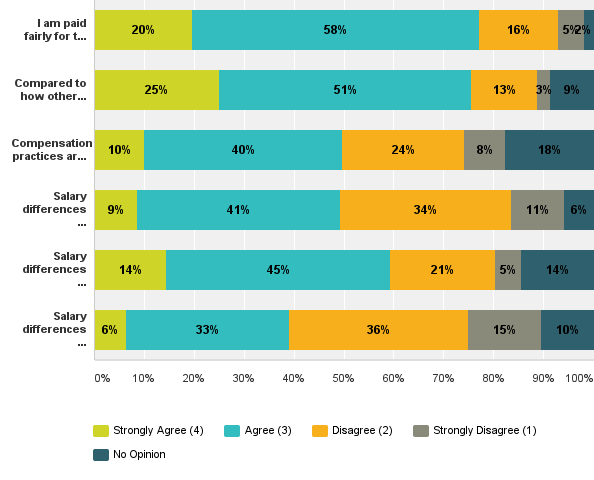 I am paid
fairly for t...
20% 58% 16% 5% 2%
Compared to
how other...
25% 51% 13% 3% 9%
Compensation
practices ar...
10% 40% 24% 8% 18%
Salary
differences
...
9% 41% 34% 11% 6%
Salary
differences
...
14% 45% 21% 5% 14%
Salary
differences
...
6% 33% 36% 15% 10%
0% 10% 20% 30% 40% 50% 60% 70% 80% 90% 100%
Strongly Agree (4) Agree (3) Disagree (2) Strongly Disagree (1)
No Opinion